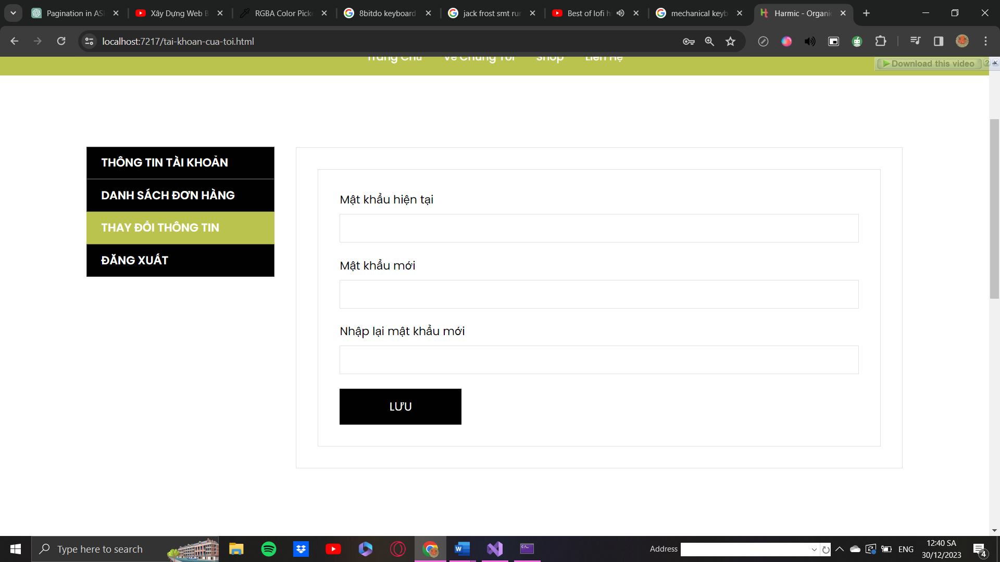 Pagination in AS
Xây Dựng Web B
RGBA Color Pick
8bitdo keyboard
jack frost smt run
Best of lofi h
mechanical keyb
Harmic - Organi
localhost:7217/tai-khoan-cua-toi.html
Trang Chủ Về Chúng Tôi Shop Liên Hệ
Download this video ?
THÔNG TIN TÀI KHOẢN
DANH SÁCH ĐƠN HÀNG
THAY ĐỔI THÔNG TIN
ĐĂNG XUẤT
Mật khẩu hiện tại
Mật khẩu mới
Nhập lại mật khẩu mới
LƯU
Type here to search
Address
ENG
12:40 SA
30/12/2023
4